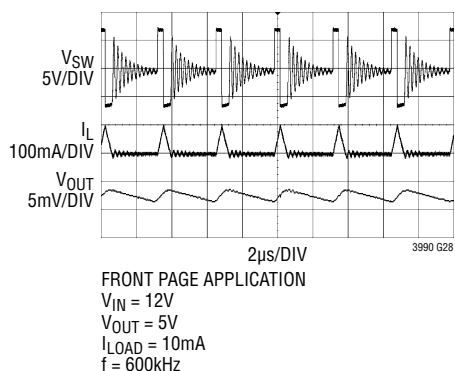 VSW
5V/DIV
IL
100mA/DIV
VOUT
5mV/DIV
2µs/DIV
3990 G28
FRONT PAGE APPLICATION
VIN = 12V
VOUT = 5V
ILOAD = 10mA
f = 600kHz